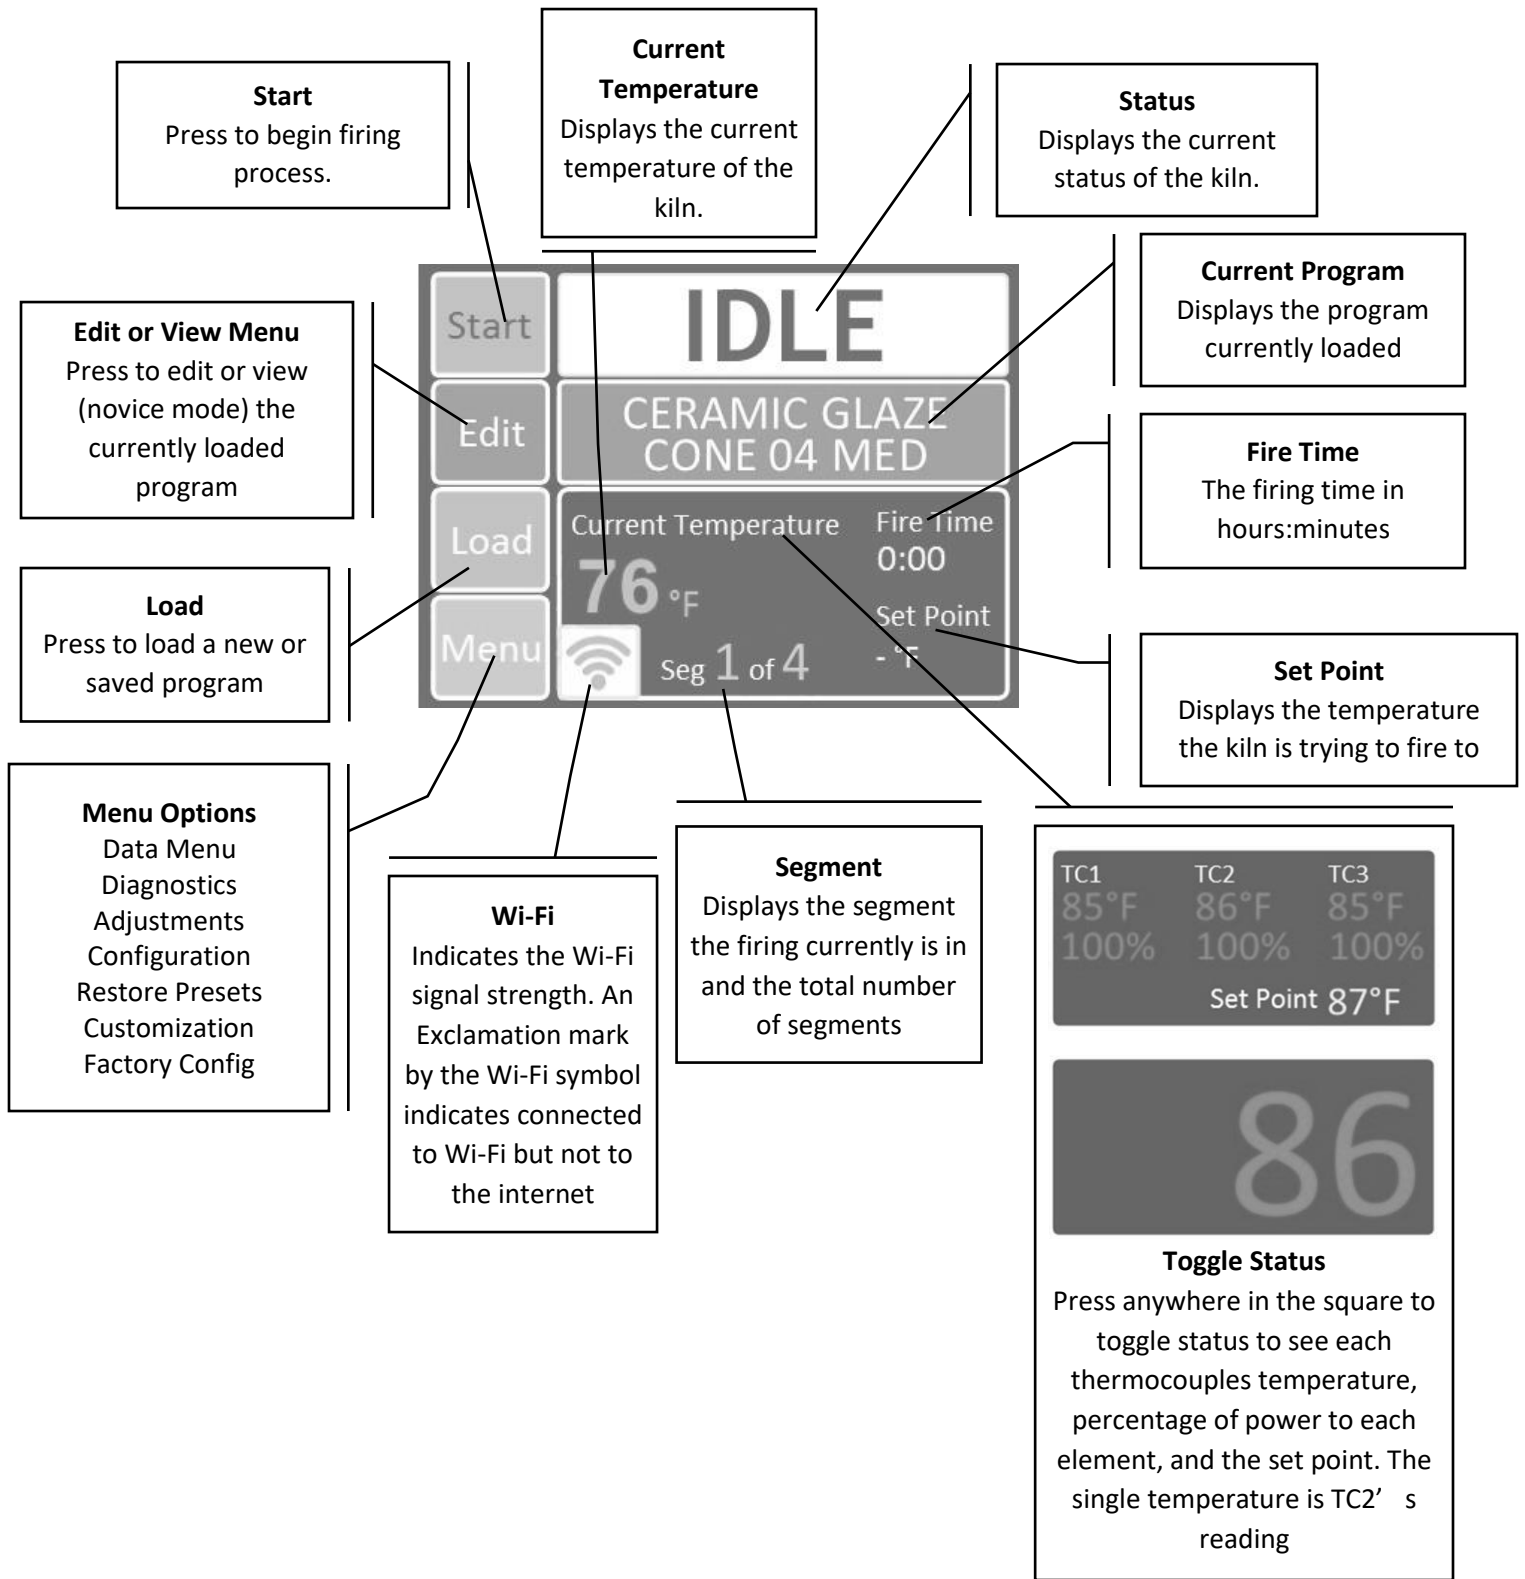 Current
Temperature
Displays the current
temperature of the
kiln.
Start
Press to begin firing
process.
Status
Displays the current
status of the kiln.
Edit or View Menu
Press to edit or view
(novice mode) the
currently loaded
program
Current Program
Displays the program
currently loaded
Start
IDLE
Edit
CERAMIC GLAZE
CONE 04 MED
Load
Current Temperature
Fire Time
0:00
76 °F
Set Point
- °F
Menu
Seg 1 of 4
Fire Time
The firing time in
hours:minutes
Load
Press to load a new or
saved program
Set Point
Displays the temperature
the kiln is trying to fire to
Menu Options
Data Menu
Diagnostics
Adjustments
Configuration
Restore Presets
Customization
Factory Config
Wi-Fi
Indicates the Wi-Fi
signal strength. An
Exclamation mark
by the Wi-Fi symbol
indicates connected
to Wi-Fi but not to
the internet
Segment
Displays the segment
the firing currently is in
and the total number
of segments
TC1 TC2 TC3
85°F 86°F 85°F
100% 100% 100%
Set Point 87°F
86
Toggle Status
Press anywhere in the square to
toggle status to see each
thermocouples temperature,
percentage of power to each
element, and the set point. The
single temperature is TC2’ s
reading